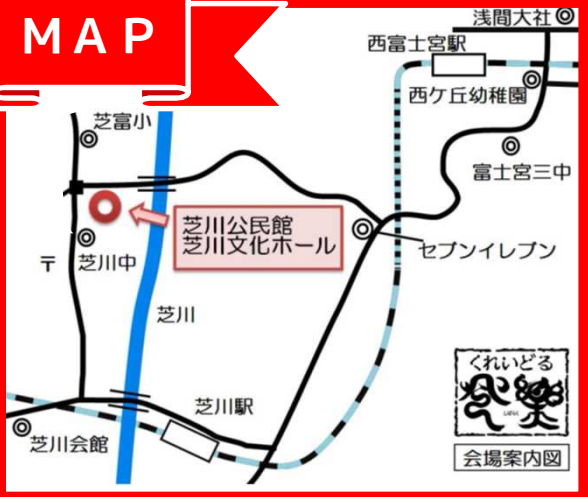 MAP
浅間大社
西富士宮駅
西ケ丘幼稚園
芝富小
富士宮三中
芝川公民館
芝川文化ホール
セブンイレブン
〒
芝川中
芝川
芝川駅
芝川会館
くれいどる
会場案内図